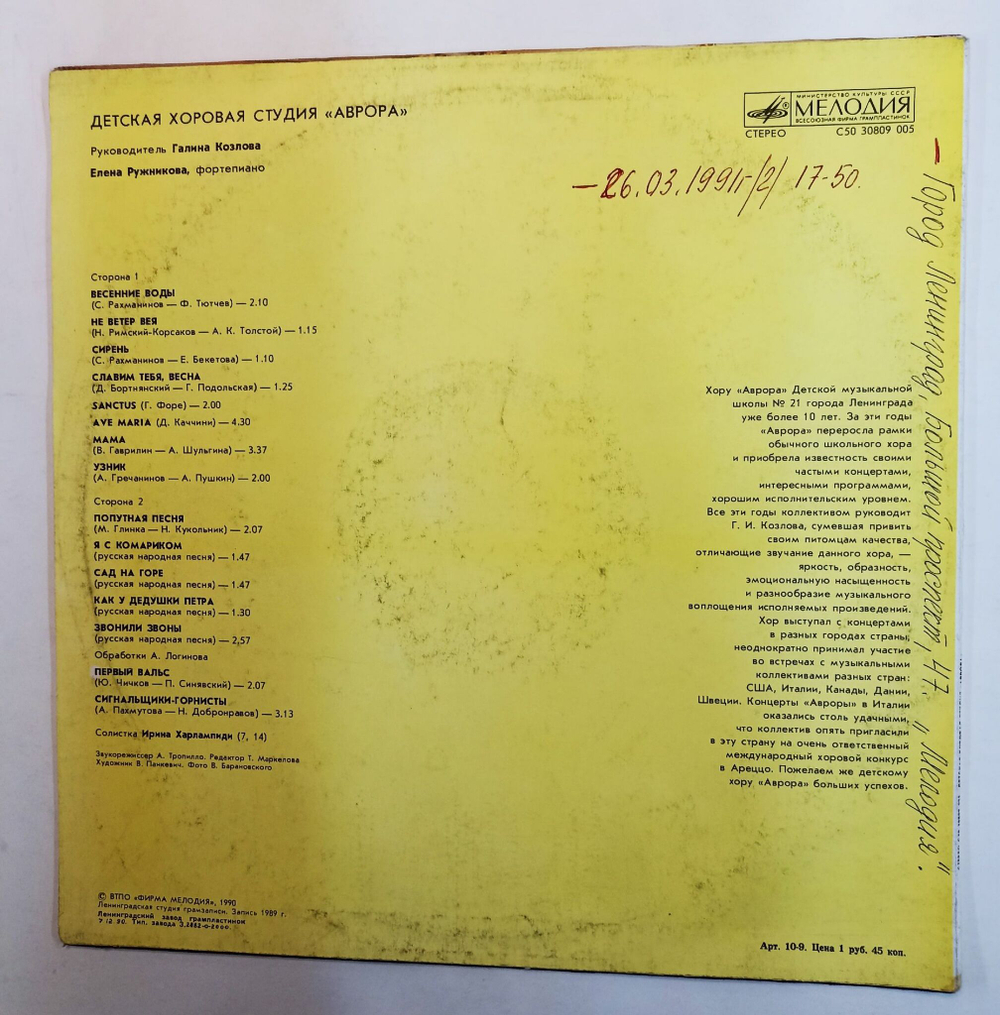 ДЕТСКАЯ ХОРОВАЯ СТУДИЯ «АВРОРА»
Руководитель Галина Козлова
Елена Ружникова, фортепиано
МИНИСТЕРСТВО КУЛЬТУРЫ СССР
МЕЛОДИЯ
ВСЕСОЮЗНАЯ ФИРМА ГРАМПЛАСТИНОК
СТЕРЕО С50 30809 005
–26.03.1991г /2/ 17-50.
Сторона 1
ВЕСЕННИЕ ВОДЫ
(С. Рахманинов — Ф. Тютчев) — 2.10
НЕ ВЕТЕР ВЕЯ
(Н. Римский-Корсаков — А. К. Толстой) — 1.15
СИРЕНЬ
(С. Рахманинов — Е. Бекетова) — 1.10
СЛАВИМ ТЕБЯ, ВЕСНА
(Д. Бортнянский — Г. Подольская) — 1.25
SANCTUS (Г. Форе) — 2.00
AVE MARIA (Д. Каччини) — 4.30
МАМА
(В. Гаврилин — А. Шульгина) — 3.37
УЗНИК
(А. Гречанинов — А. Пушкин) — 2.00
Сторона 2
ПОПУТНАЯ ПЕСНЯ
(М. Глинка — Н. Кукольник) — 2.07
Я С КОМАРИКОМ
(русская народная песня) — 1.47
САД НА ГОРЕ
(русская народная песня) — 1.47
КАК У ДЕДУШКИ ПЕТРА
(русская народная песня) — 1.30
ЗВОНИЛИ ЗВОНЫ
(русская народная песня) — 2,57
Обработки А. Логинова
ПЕРВЫЙ ВАЛЬС
(Ю. Чичков — П. Синявский) — 2.07
СИГНАЛЬЩИКИ-ГОРНИСТЫ
(А. Пахмутова — Н. Добронравов) — 3.13
Солистка Ирина Харлампиди (7, 14)
Звукорежиссер А. Тропилло. Редактор Т. Маркелова
Художник В. Панкевич. Фото В. Барановского
Хору «Аврора» Детской музыкальной
школы № 21 города Ленинграда
уже более 10 лет. За эти годы
«Аврора» переросла рамки
обычного школьного хора
и приобрела известность своими
частыми концертами,
интересными программами,
хорошим исполнительским уровнем.
Все эти годы коллективом руководит
Г. И. Козлова, сумевшая привить
своим питомцам качества,
отличающие звучание данного хора, —
яркость, образность,
эмоциональную насыщенность
и разнообразие музыкального
воплощения исполняемых произведений.
Хор выступал с концертами
в разных городах страны,
неоднократно принимал участие
во встречах с музыкальными
коллективами разных стран:
США, Италии, Канады, Дании,
Швеции. Концерты «Авроры» в Италии
оказались столь удачными,
что коллектив опять пригласили
в эту страну на очень ответственный
международный хоровой конкурс
в Ареццо. Пожелаем же детскому
хору «Аврора» больших успехов.
– Город Ленинград, Большой проспект, 47. „Мелодия".
© ВТПО «ФИРМА МЕЛОДИЯ», 1990
Ленинградская студия грамзаписи. Запись 1989 г.
Ленинградский завод грампластинок
7 12 90. Тип. завода
Арт. 10-9. Цена 1 руб. 45 коп.